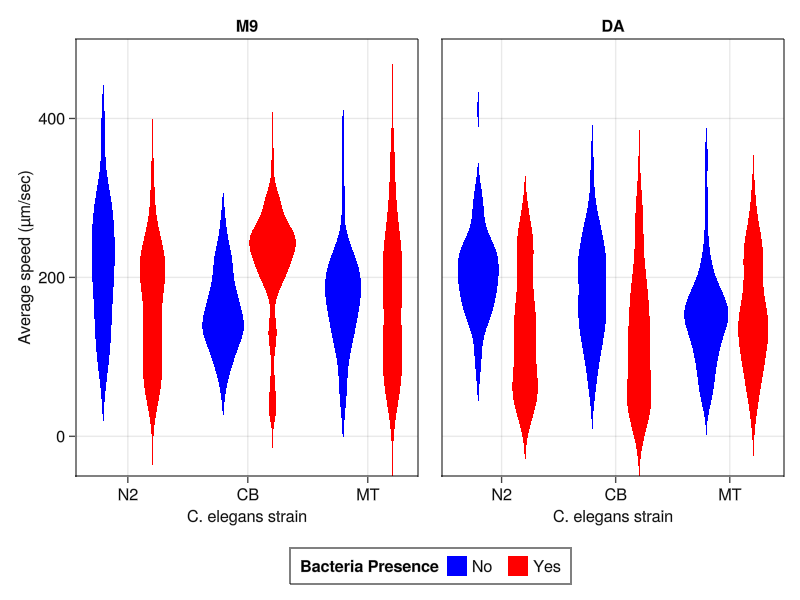 M9
DA
Average speed (µm/sec)
400
200
0
N2 CB MT
N2 CB MT
C. elegans strain
C. elegans strain
Bacteria Presence No Yes